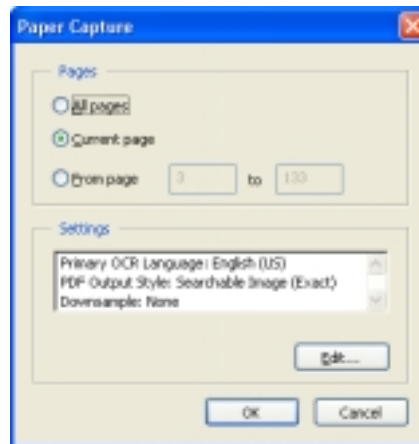 Paper Capture
Pages
All pages
Current page
From page 3 to 133
Settings
Primary OCR Language: English (US)
PDF Output Style: Searchable Image (Exact)
Downsample: None
Edit...
OK Cancel